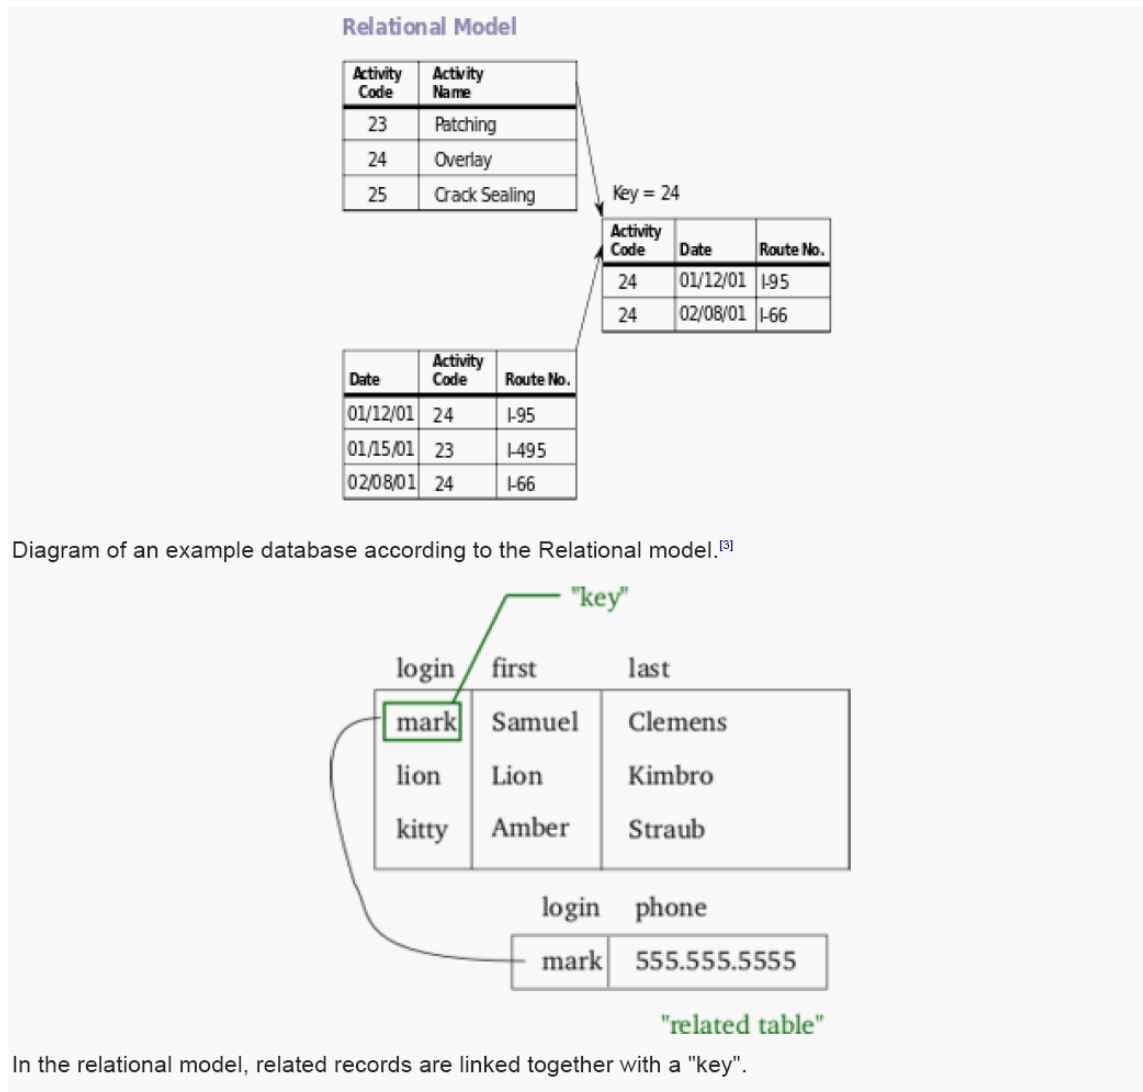 Relational Model
Activity Code Activity Name
23 Patching
24 Overlay
25 Crack Sealing
Key = 24
Activity Code Date Route No.
24 01/12/01 I-95
24 02/08/01 I-66
Date Activity Code Route No.
01/12/01 24 I-95
01/15/01 23 I-495
02/08/01 24 I-66
Diagram of an example database according to the Relational model.[3]
"key"
login first last
mark Samuel Clemens
lion Lion Kimbro
kitty Amber Straub
login phone
mark 555.555.5555
"related table"
In the relational model, related records are linked together with a "key".